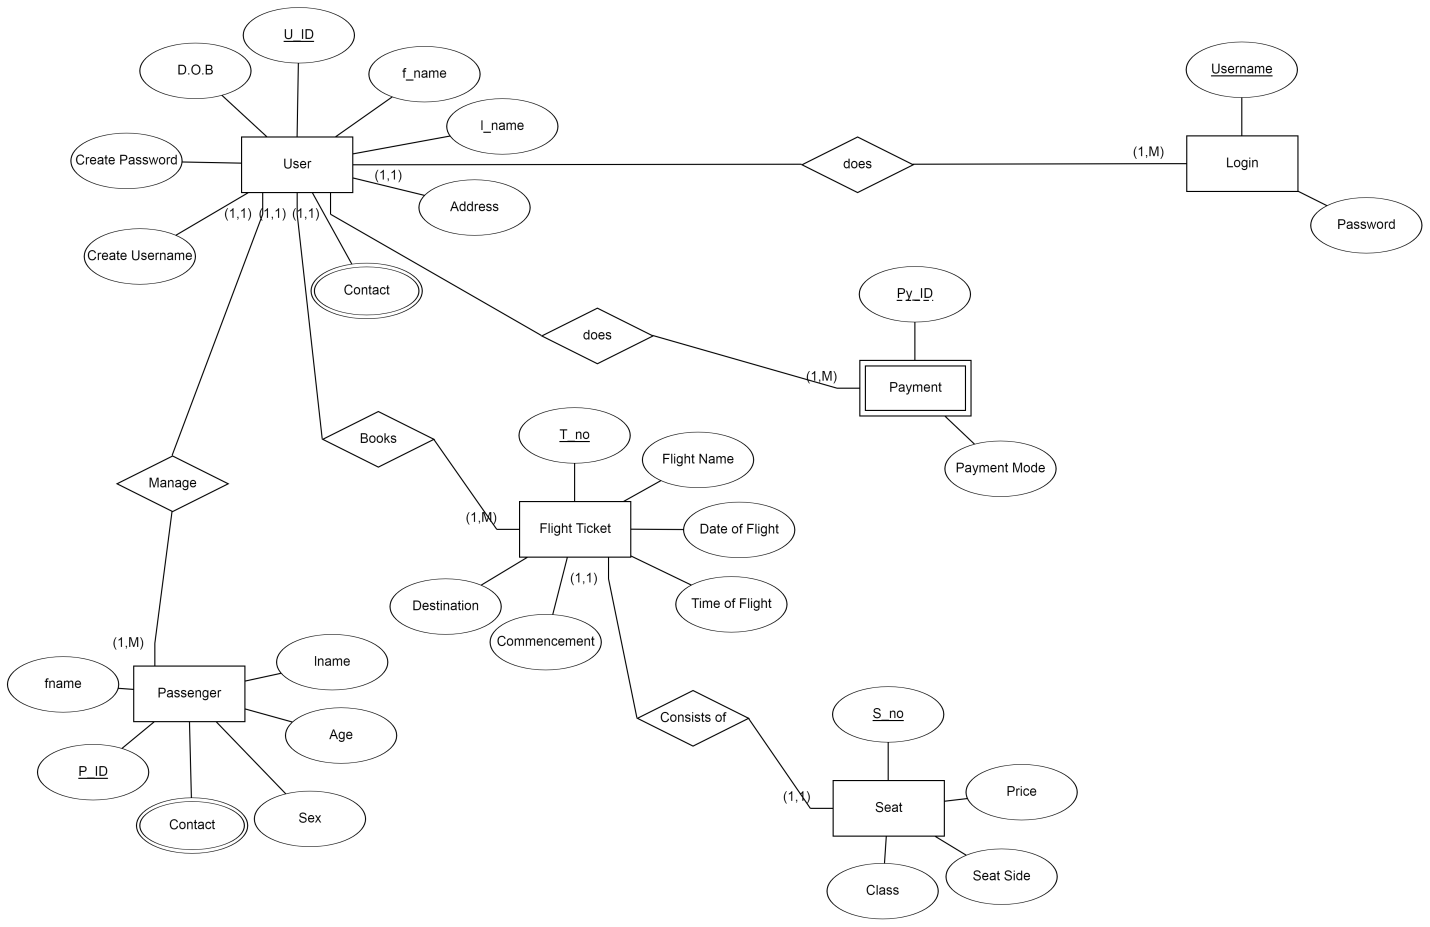 U_ID
D.O.B
f_name
Username
l_name
Create Password
User
(1,1)
does
(1,M)
Login
Address
Password
(1,1)
(1,1)
(1,1)
Create Username
Contact
Py_ID
does
(1,M)
Payment
Payment Mode
T_no
Books
Flight Name
Manage
(1,M)
Flight Ticket
Date of Flight
(1,1)
Destination
Time of Flight
Commencement
(1,M)
lname
fname
Passenger
Consists of
S_no
Age
P_ID
Price
(1,1)
Seat
Contact
Sex
Seat Side
Class